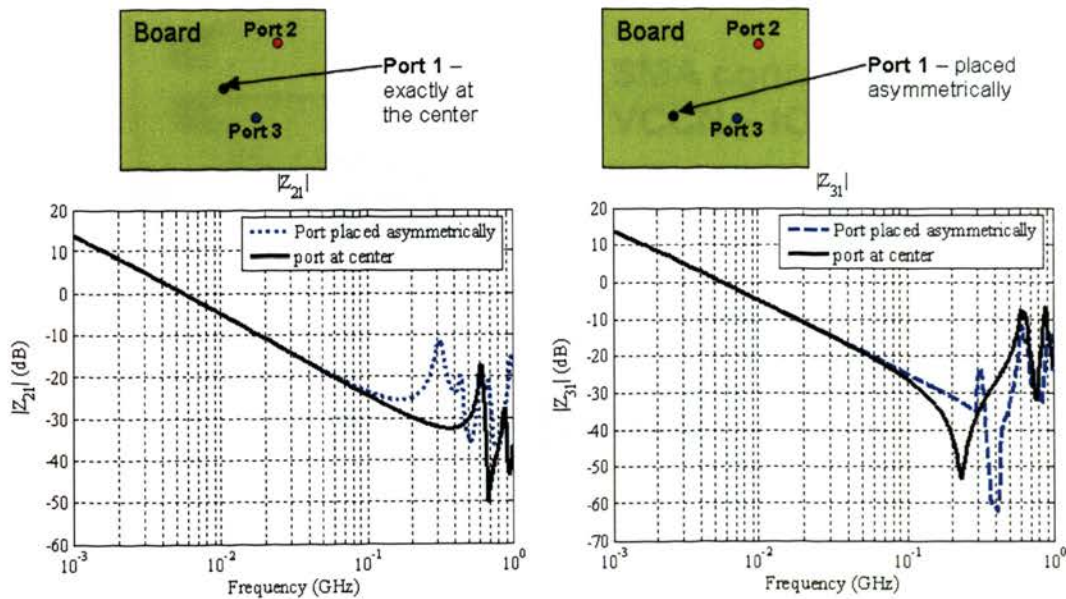 Board
Port 2
Port 3
Port 1 –
exactly at
the center
Board
Port 2
Port 3
Port 1 – placed
asymmetrically
|Z21|
Port placed asymmetrically
port at center
20
10
0
-10
-20
-30
-40
-50
-60
|Z21| (dB)
10^-3
10^-2
10^-1
10^0
Frequency (GHz)
|Z31|
Port placed asymmetrically
port at center
20
10
0
-10
-20
-30
-40
-50
-60
-70
|Z31| (dB)
10^-3
10^-2
10^-1
10^0
Frequency (GHz)